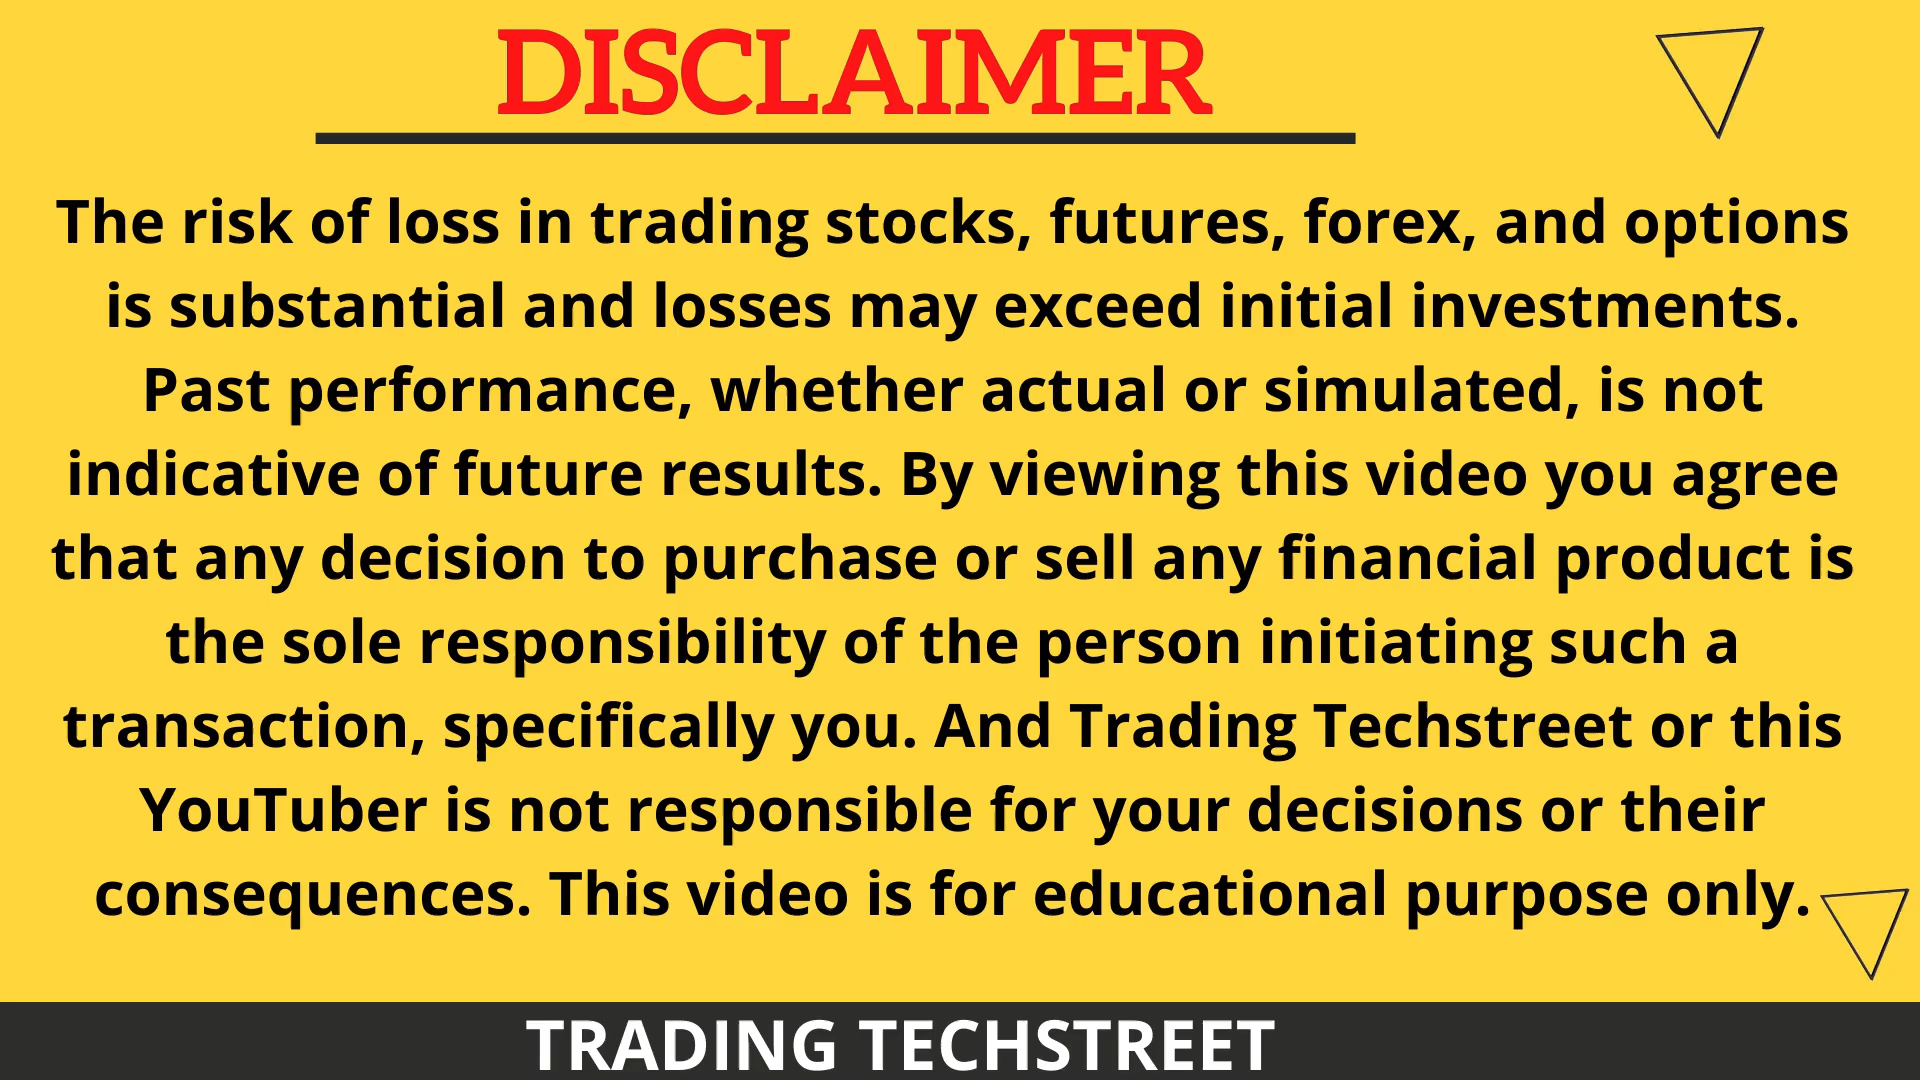 DISCLAIMER
The risk of loss in trading stocks, futures, forex, and options
is substantial and losses may exceed initial investments.
Past performance, whether actual or simulated, is not
indicative of future results. By viewing this video you agree
that any decision to purchase or sell any financial product is
the sole responsibility of the person initiating such a
transaction, specifically you. And Trading Techstreet or this
YouTuber is not responsible for your decisions or their
consequences. This video is for educational purpose only.
TRADING TECHSTREET